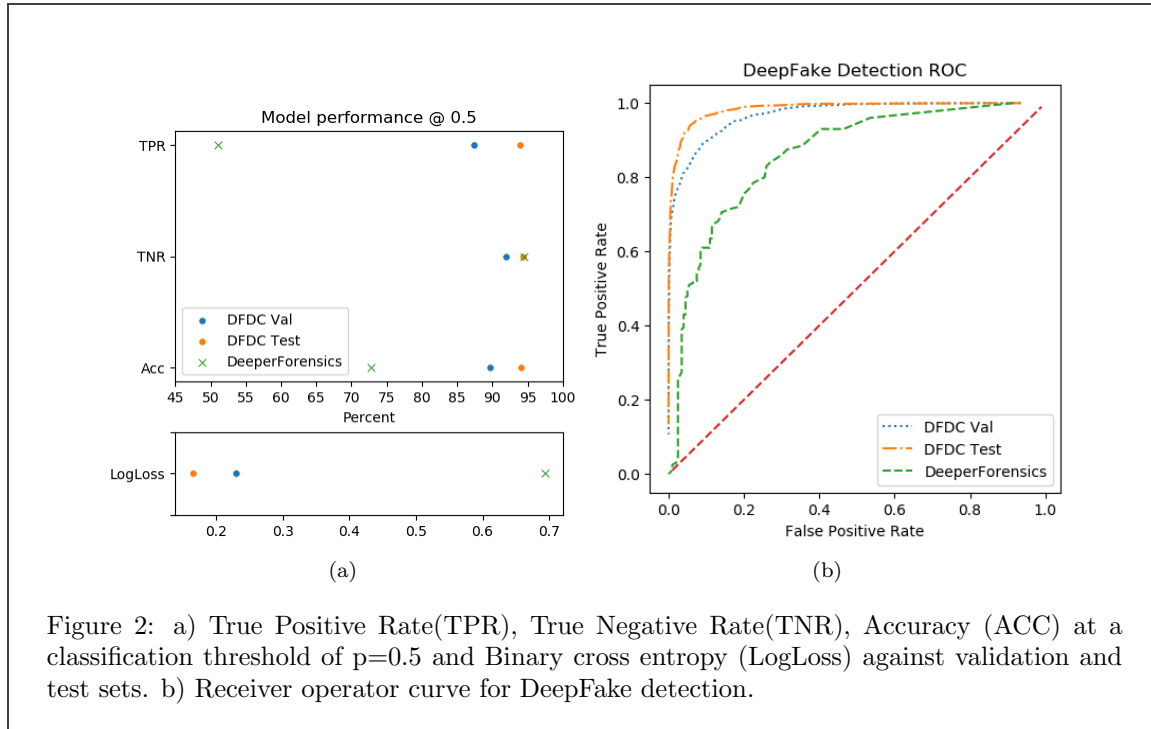 Model performance @ 0.5
TPR
TNR
Acc
DFDC Val
DFDC Test
DeeperForensics
45 50 55 60 65 70 75 80 85 90 95 100
Percent
LogLoss
0.2 0.3 0.4 0.5 0.6 0.7
(a)
DeepFake Detection ROC
1.0
0.8
0.6
0.4
0.2
0.0
True Positive Rate
DFDC Val
DFDC Test
DeeperForensics
0.0 0.2 0.4 0.6 0.8 1.0
False Positive Rate
(b)
Figure 2: a) True Positive Rate(TPR), True Negative Rate(TNR), Accuracy (ACC) at a
classification threshold of p=0.5 and Binary cross entropy (LogLoss) against validation and
test sets. b) Receiver operator curve for DeepFake detection.